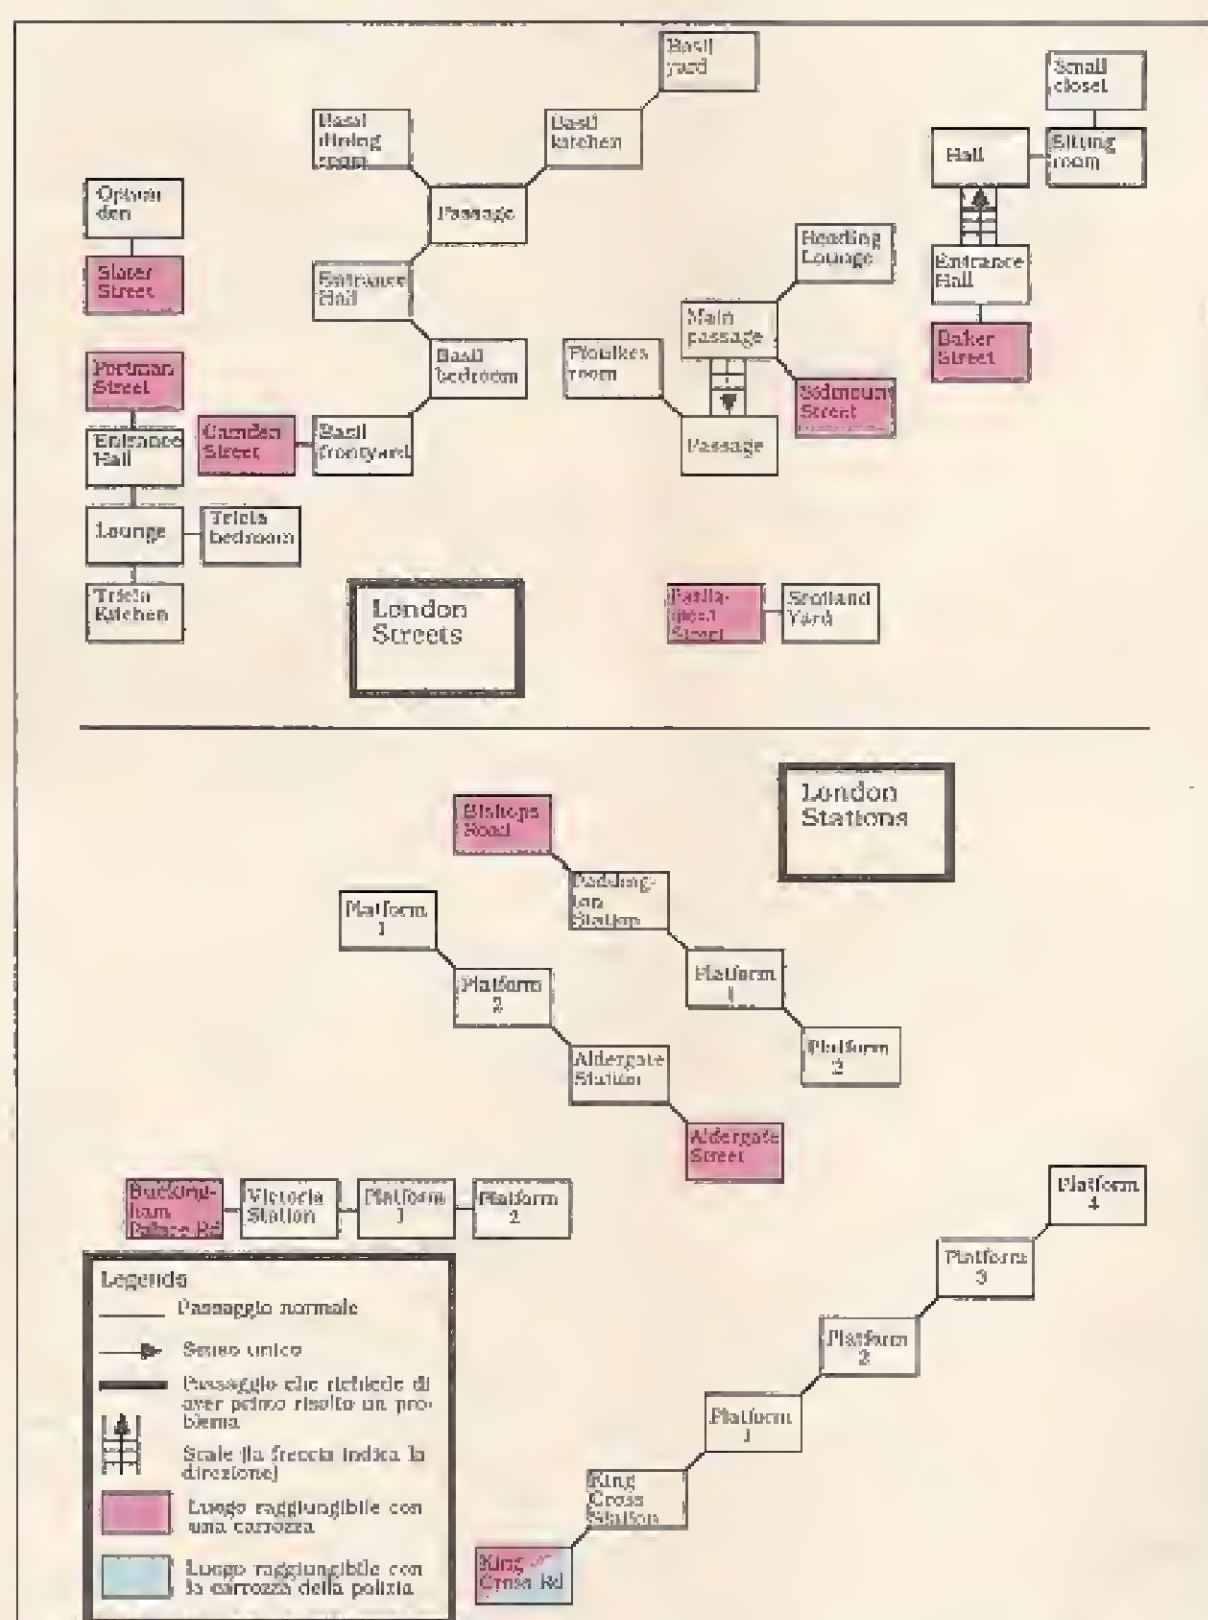 Basil
yard
Small
closet
Basil
dining
room
Basil
kitchen
Hall
Sitting
room
Opium
den
Passage
Slater
Street
Entrance
Hall
Reading
Lounge
Entrance
Hall
Main
passage
Baker
Street
Portman
Street
Basil
bedroom
room
Street
Entrance
Hall
Camden
Street
Basil
frontyard
Passage
Lounge
Tricia
bedroom
Tricia
Kitchen
London
Streets
Parlia-
ment
Street
Scotland
Yard
London
Stations
Bishops
Road
Padding-
ton
Station
Platform
1
Platform
1
Platform
2
Platform
2
Aldergate
Station
Aldergate
Street
Bucking-
ham
Palace Rd
Victoria
Station
Platform
1
Platform
2
Platform
4
Platform
3
Platform
2
Platform
1
King
Cross
Station
King
Cross Rd
Legenda
Passaggio normale
Senso unico
Passaggio che richiede di
aver prima risolto un pro-
blema
Scale (la freccia indica la
direzione)
Luogo raggiungibile con
una carrozza
Luogo raggiungibile con
la carrozza della polizia